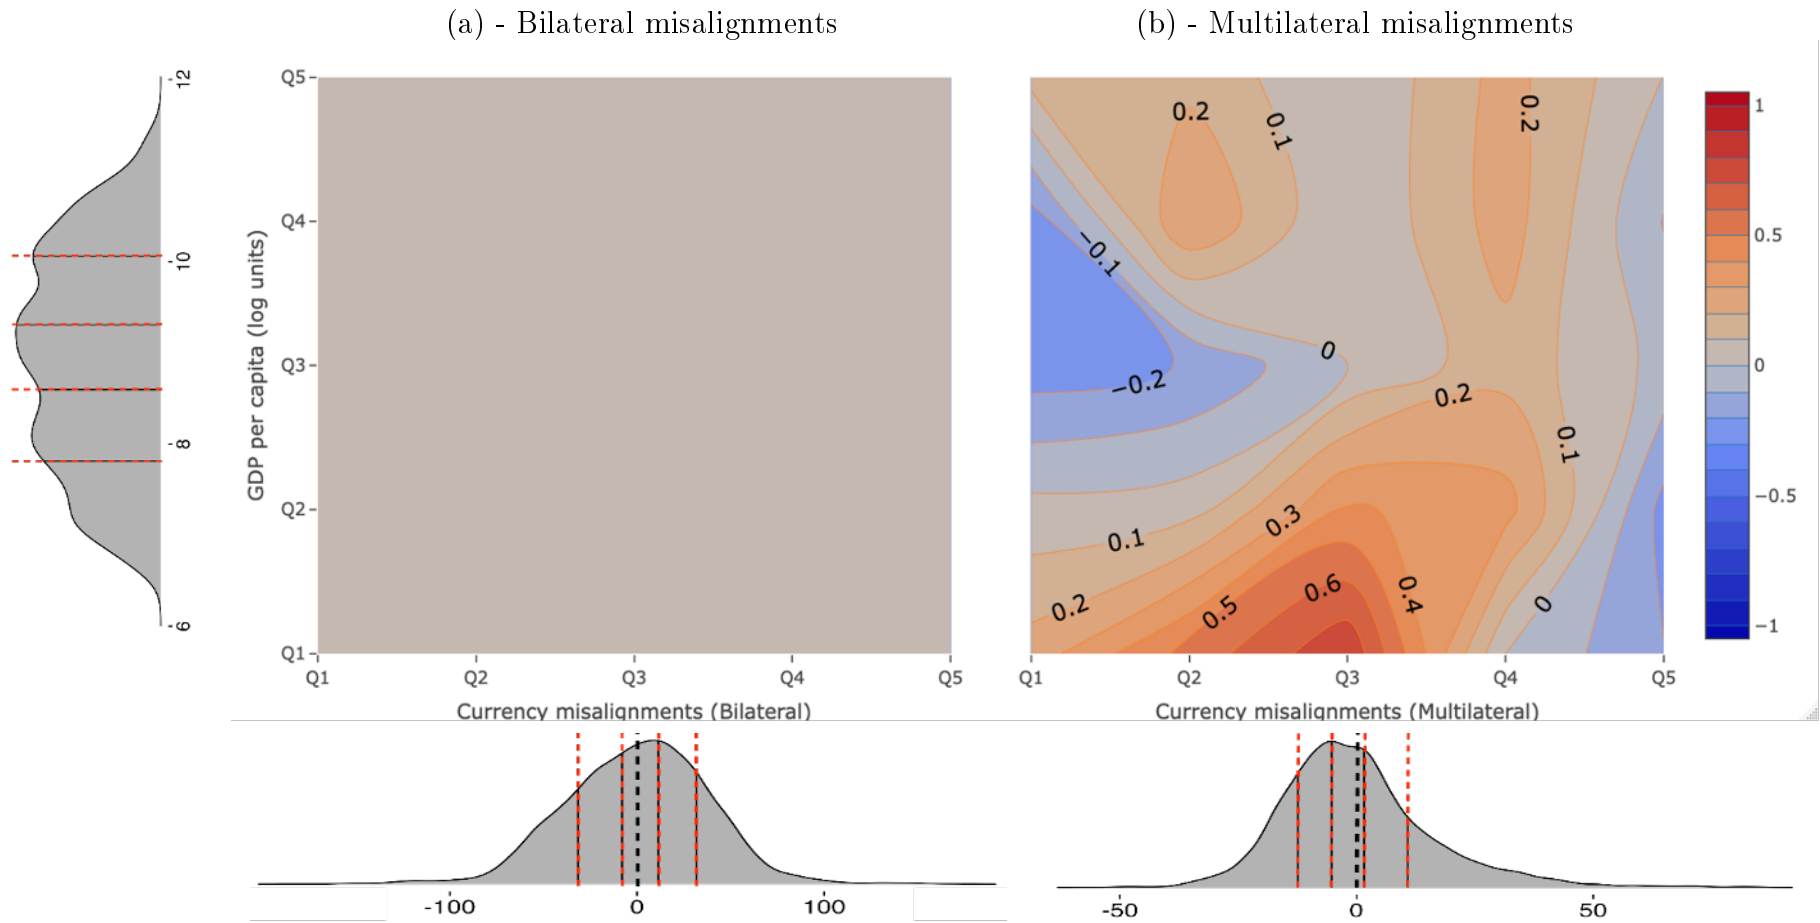 (a) - Bilateral misalignments
(b) - Multilateral misalignments
12
10
8
6
GDP per capita (log units)
Q5
Q4
Q3
Q2
Q1
Q1 Q2 Q3 Q4 Q5
Currency misalignments (Bilateral)
0.2
0.1
0.2
−0.1
0
−0.2
0.2
0.1
0.3
0.1
0.6
0.4
0.2
0.5
0
Q1 Q2 Q3 Q4 Q5
Currency misalignments (Multilateral)
1
0.5
0
−0.5
−1
-100 0 100
-50 0 50